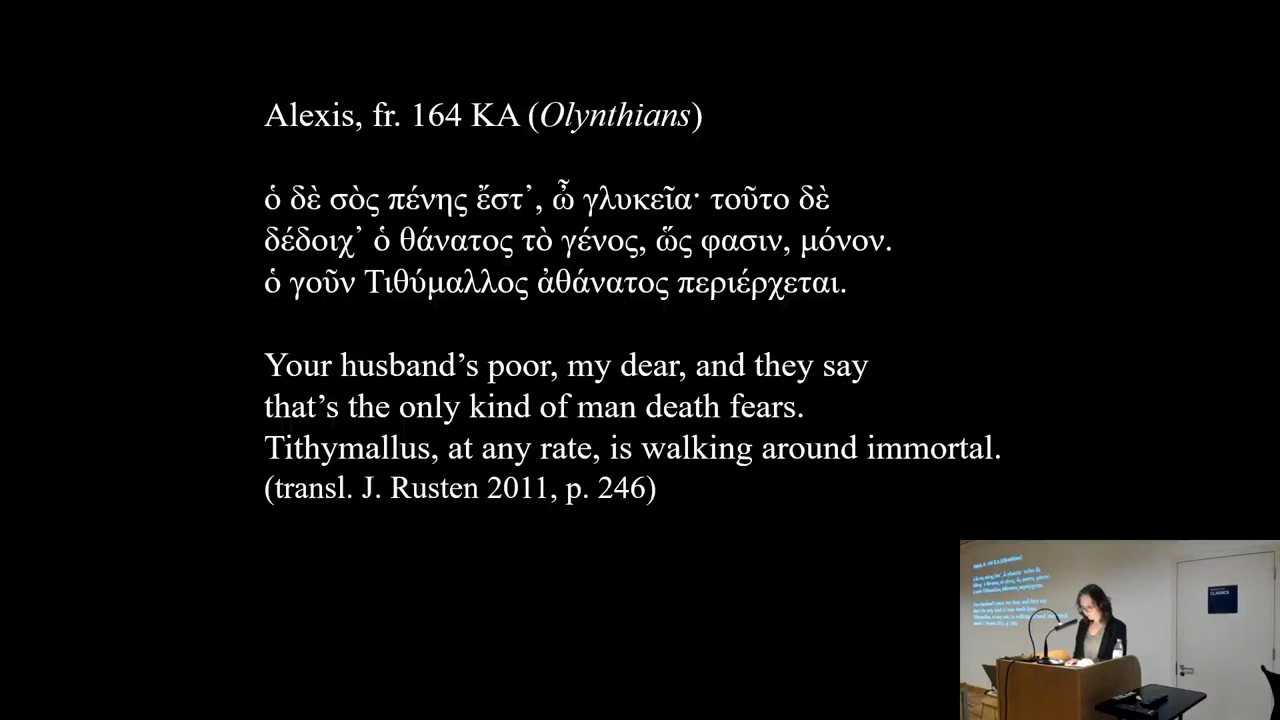 Alexis, fr. 164 KA (Olynthians)
ὁ δὲ σὸς πένης ἔστ’, ὦ γλυκεῖα· τοῦτο δὲ
δέδοιχ’ ὁ θάνατος τὸ γένος, ὥς φασιν, μόνον.
ὁ γοῦν Τιθύμαλλος ἀθάνατος περιέρχεται.
Your husband’s poor, my dear, and they say
that’s the only kind of man death fears.
Tithymallus, at any rate, is walking around immortal.
(transl. J. Rusten 2011, p. 246)
CLASSICS